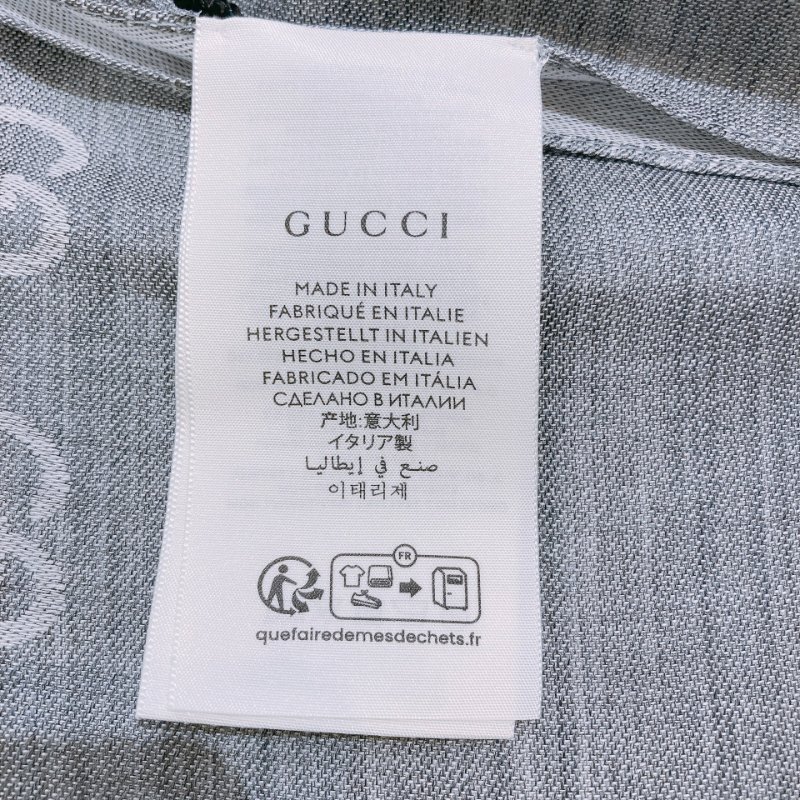 GUCCI
MADE IN ITALY
FABRIQUÉ EN ITALIE
HERGESTELLT IN ITALIEN
HECHO EN ITALIA
FABRICADO EM ITÁLIA
СДЕЛАНО В ИТАЛИИ
产地:意大利
イタリア製
صنع في إيطاليا
이태리제
FR
quefairedemesdechets.fr